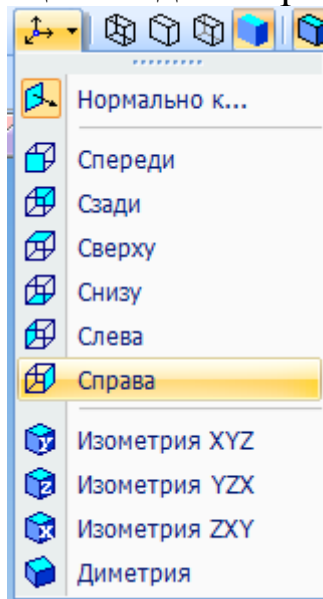 Нормально к...
Спереди
Сзади
Сверху
Снизу
Слева
Справа
Изометрия XYZ
Изометрия YZX
Изометрия ZXY
Диметрия